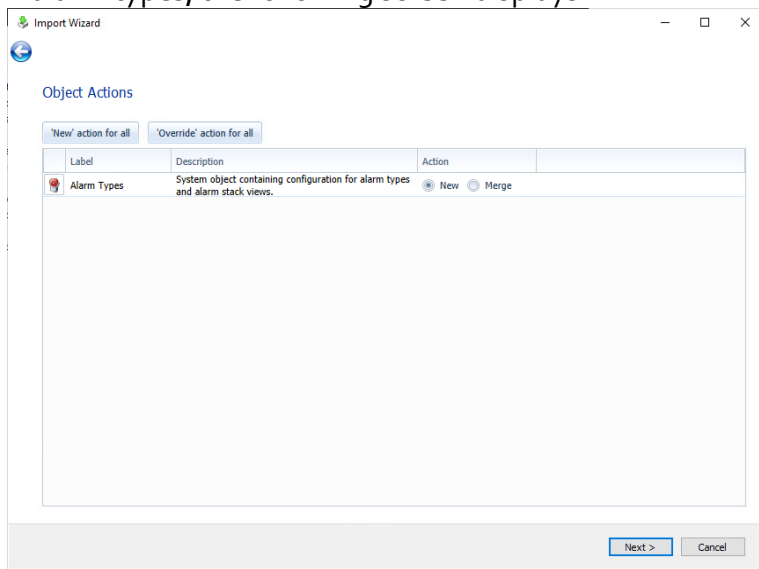 Import Wizard
Object Actions
'New' action for all 'Override' action for all
Label Description Action
Alarm Types System object containing configuration for alarm types New Merge
and alarm stack views.
Next > Cancel